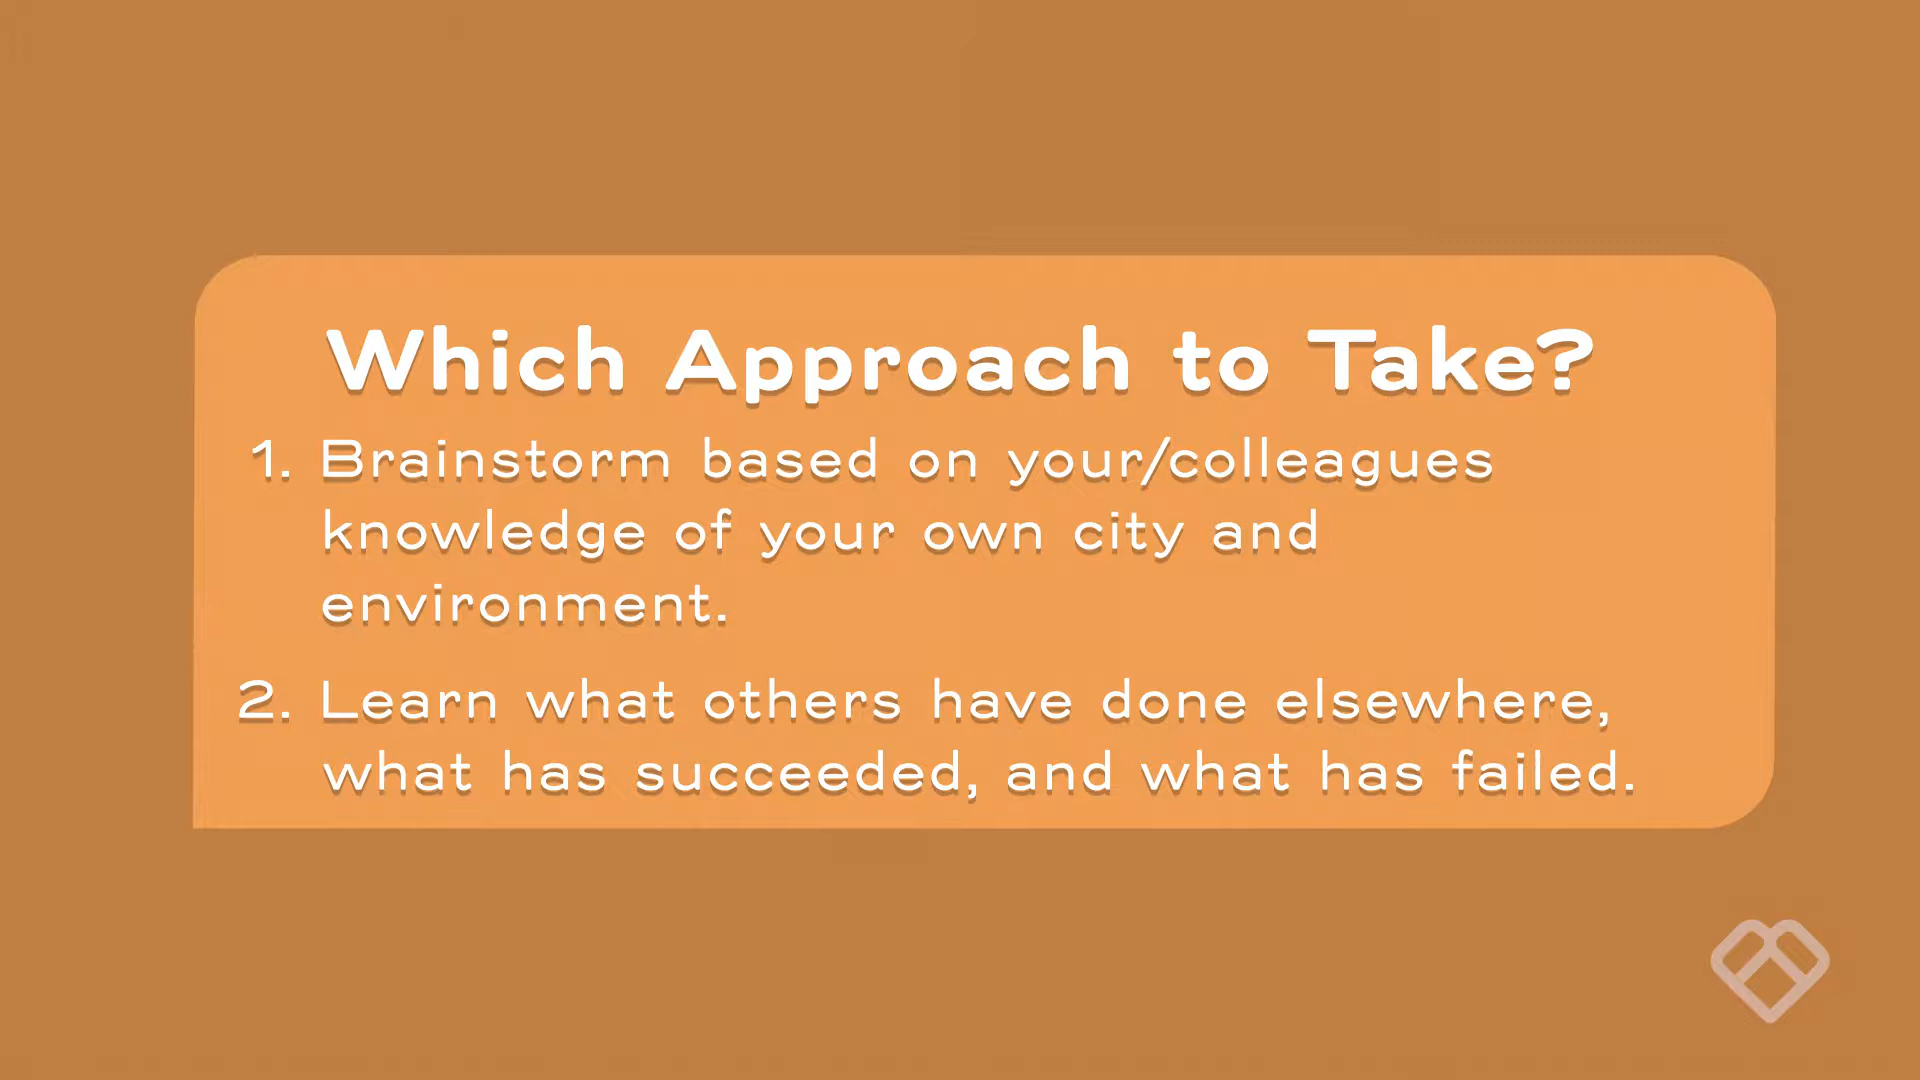 Which Approach to Take?
1. Brainstorm based on your/colleagues
knowledge of your own city and
environment.
2. Learn what others have done elsewhere,
what has succeeded, and what has failed.